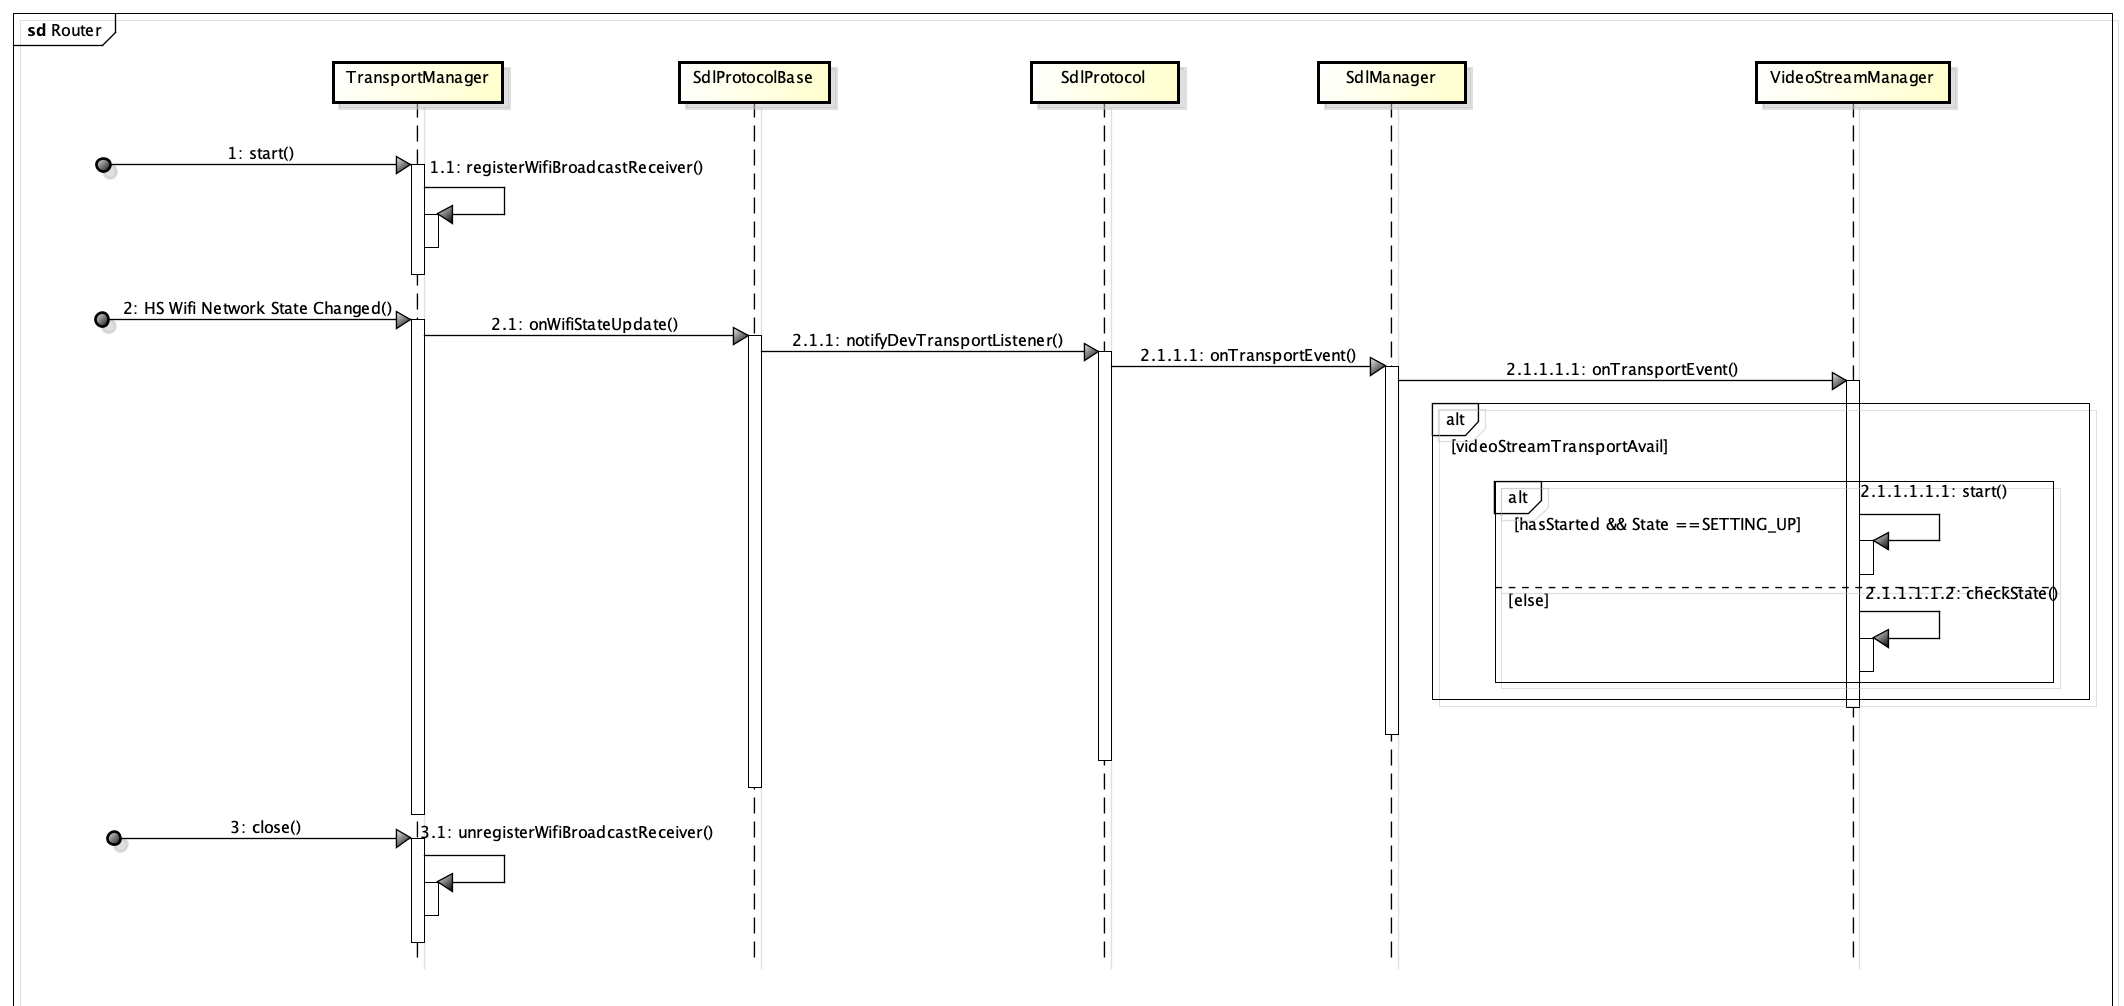 sd Router
TransportManager
SdlProtocolBase
SdlProtocol
SdlManager
VideoStreamManager
1: start()
1.1: registerWifiBroadcastReceiver()
2: HS Wifi Network State Changed()
2.1: onWifiStateUpdate()
2.1.1: notifyDevTransportListener()
2.1.1.1: onTransportEvent()
2.1.1.1.1: onTransportEvent()
alt
[videoStreamTransportAvail]
alt
2.1.1.1.1.1: start()
[hasStarted && State ==SETTING_UP]
2.1.1.1.1.2: checkState()
[else]
3: close()
3.1: unregisterWifiBroadcastReceiver()